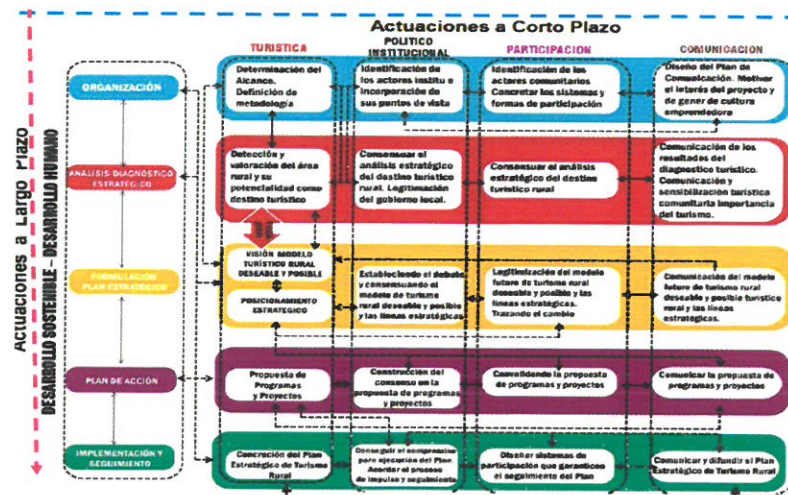 Actuaciones a Corto Plazo
TURISTICA
POLITICO
INSTITUCIONAL
PARTICIPACION
COMUNICACION
Actuaciones a Largo Plazo
DESARROLLO SOSTENIBLE - DESARROLLO HUMANO
ORGANIZACIÓN
Determinación del
Alcance.
Definición de
metodología
Identificación de
los actores institu e
incorporación de
sus puntos de vista
Identificación de los
actores comunitarios
Concretar los sistemas y
formas de participación
Diseño del Plan de
Comunicación. Motivar
el interés del proyecto y
de gener de cultura
emprendedora
ANÁLISIS DIAGNÓSTICO
ESTRATÉGICO
Detección y
valoración del área
rural y su
potencialidad como
destino turístico
Consensuar el
análisis estratégico
del destino turístico
rural. Legitimación
del gobierno local.
Consensuar el análisis
estratégico del destino
turístico rural
Comunicación de los
resultados del
diagnostico turístico.
Comunicación y
sensibilización turística
comunitaria importancia
del turismo.
FORMULACIÓN
PLAN ESTRATÉGICO
VISIÓN MODELO
TURÍSTICO RURAL
DESEABLE Y POSIBLE
POSICIONAMIENTO
ESTRATÉGICO
Estableciendo el debate
y consensuando el
modelo de turismo
rural deseable y posible
y las líneas estratégicas.
Legitimización del modelo
futuro de turismo rural
deseable y posible y las
líneas estratégicas.
Trazando el cambio
Comunicación del modelo
futuro de turismo rural
deseable y posible turístico
rural y las líneas
estratégicas.
PLAN DE ACCIÓN
Propuesta de
Programas
y Proyectos
Construcción del
consenso en la
propuesta de programas
y proyectos
Convalidando la propuesta
de programas y proyectos
Comunicar la propuesta de
programas y proyectos
IMPLEMENTACIÓN Y
SEGUIMIENTO
Concreción del Plan
Estratégico de Turismo
Rural
Conseguir el compromiso
para ejecución del Plan.
Acordar el proceso
de impulso y seguimiento
Diseñar sistemas de
participación que garanticen
el seguimiento del Plan
Comunicar y difundir el Plan
Estratégico de Turismo Rural